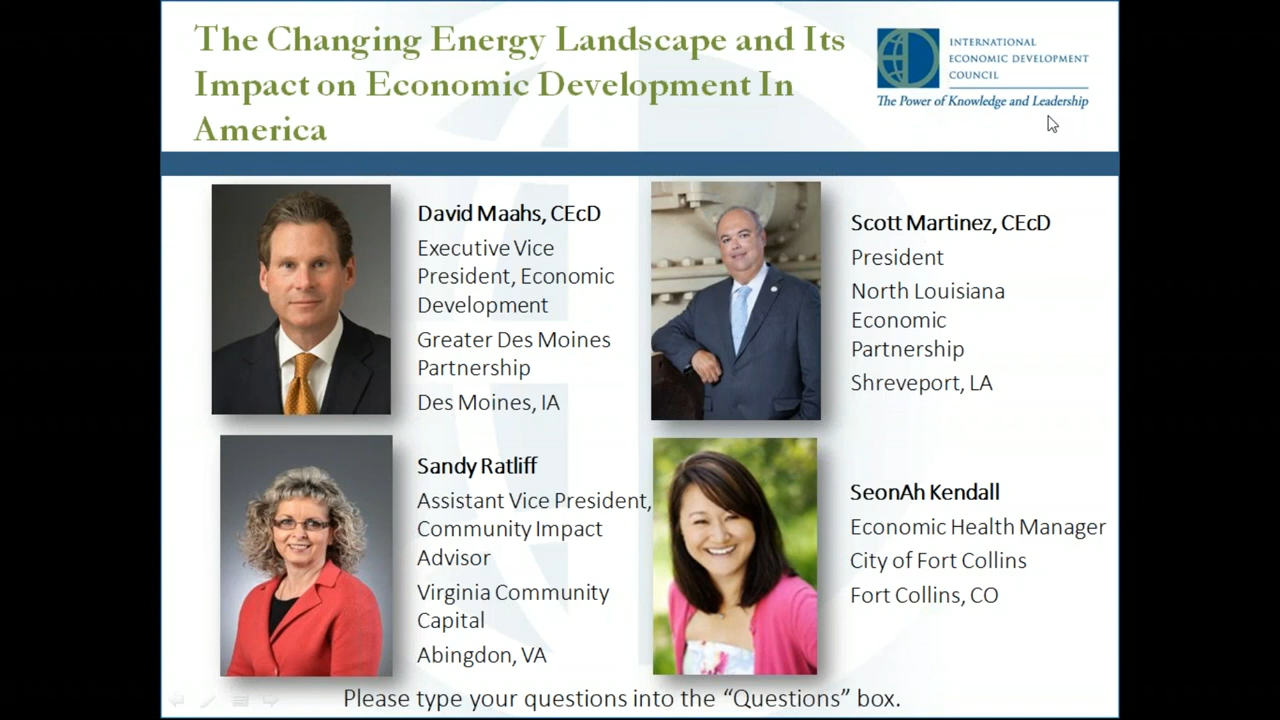 The Changing Energy Landscape and Its
Impact on Economic Development In
America
INTERNATIONAL
ECONOMIC DEVELOPMENT
COUNCIL
The Power of Knowledge and Leadership
David Maahs, CEcD
Executive Vice
President, Economic
Development
Greater Des Moines
Partnership
Des Moines, IA
Scott Martinez, CEcD
President
North Louisiana
Economic
Partnership
Shreveport, LA
Sandy Ratliff
Assistant Vice President,
Community Impact
Advisor
Virginia Community
Capital
Abingdon, VA
SeonAh Kendall
Economic Health Manager
City of Fort Collins
Fort Collins, CO
Please type your questions into the “Questions” box.